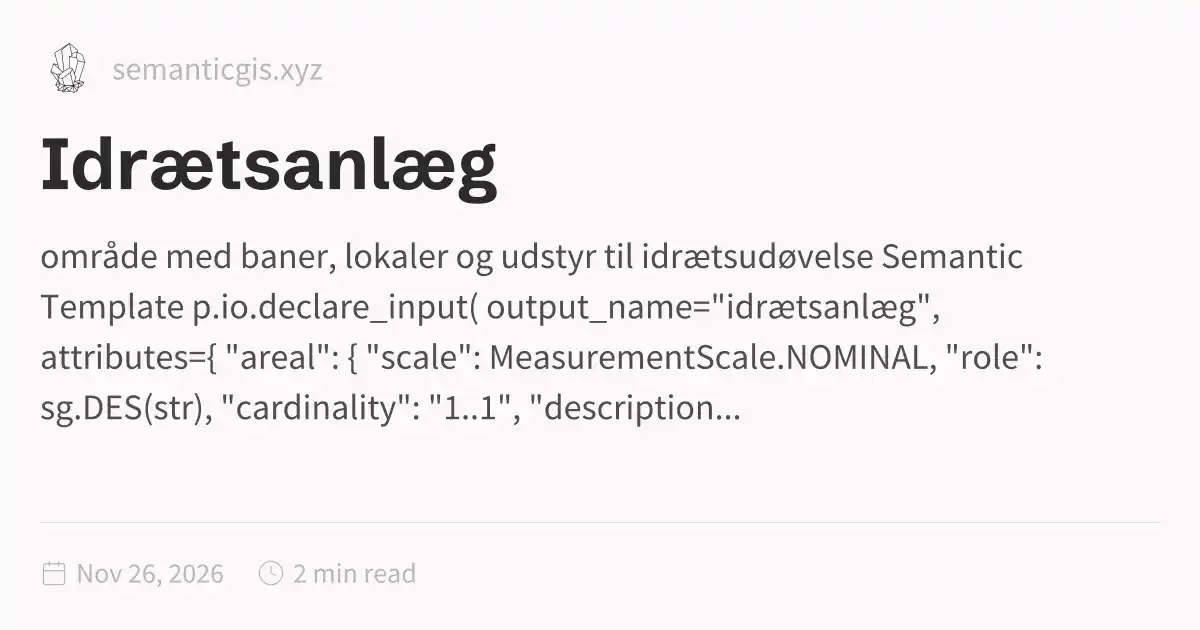 semanticgis.xyz
Idrætsanlæg
område med baner, lokaler og udstyr til idrætsudøvelse Semantic
Template p.io.declare_input( output_name="idrætsanlæg",
attributes={ "areal": { "scale": MeasurementScale.NOMINAL, "role":
sg.DES(str), "cardinality": "1..1", "description...
Nov 26, 2026 2 min read